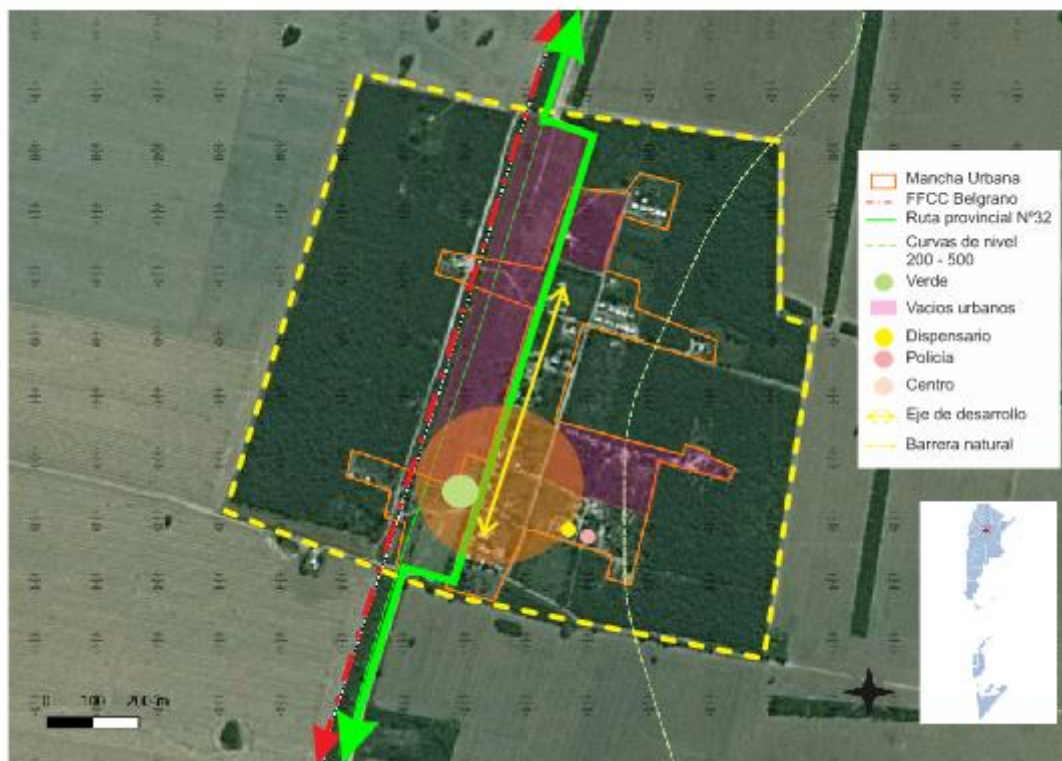 Mancha Urbana
FFCC Belgrano
Ruta provincial Nº32
Curvas de nivel
200 - 500
Verde
Vacios urbanos
Dispensario
Policía
Centro
Eje de desarrollo
Barrera natural
0 100 200 m